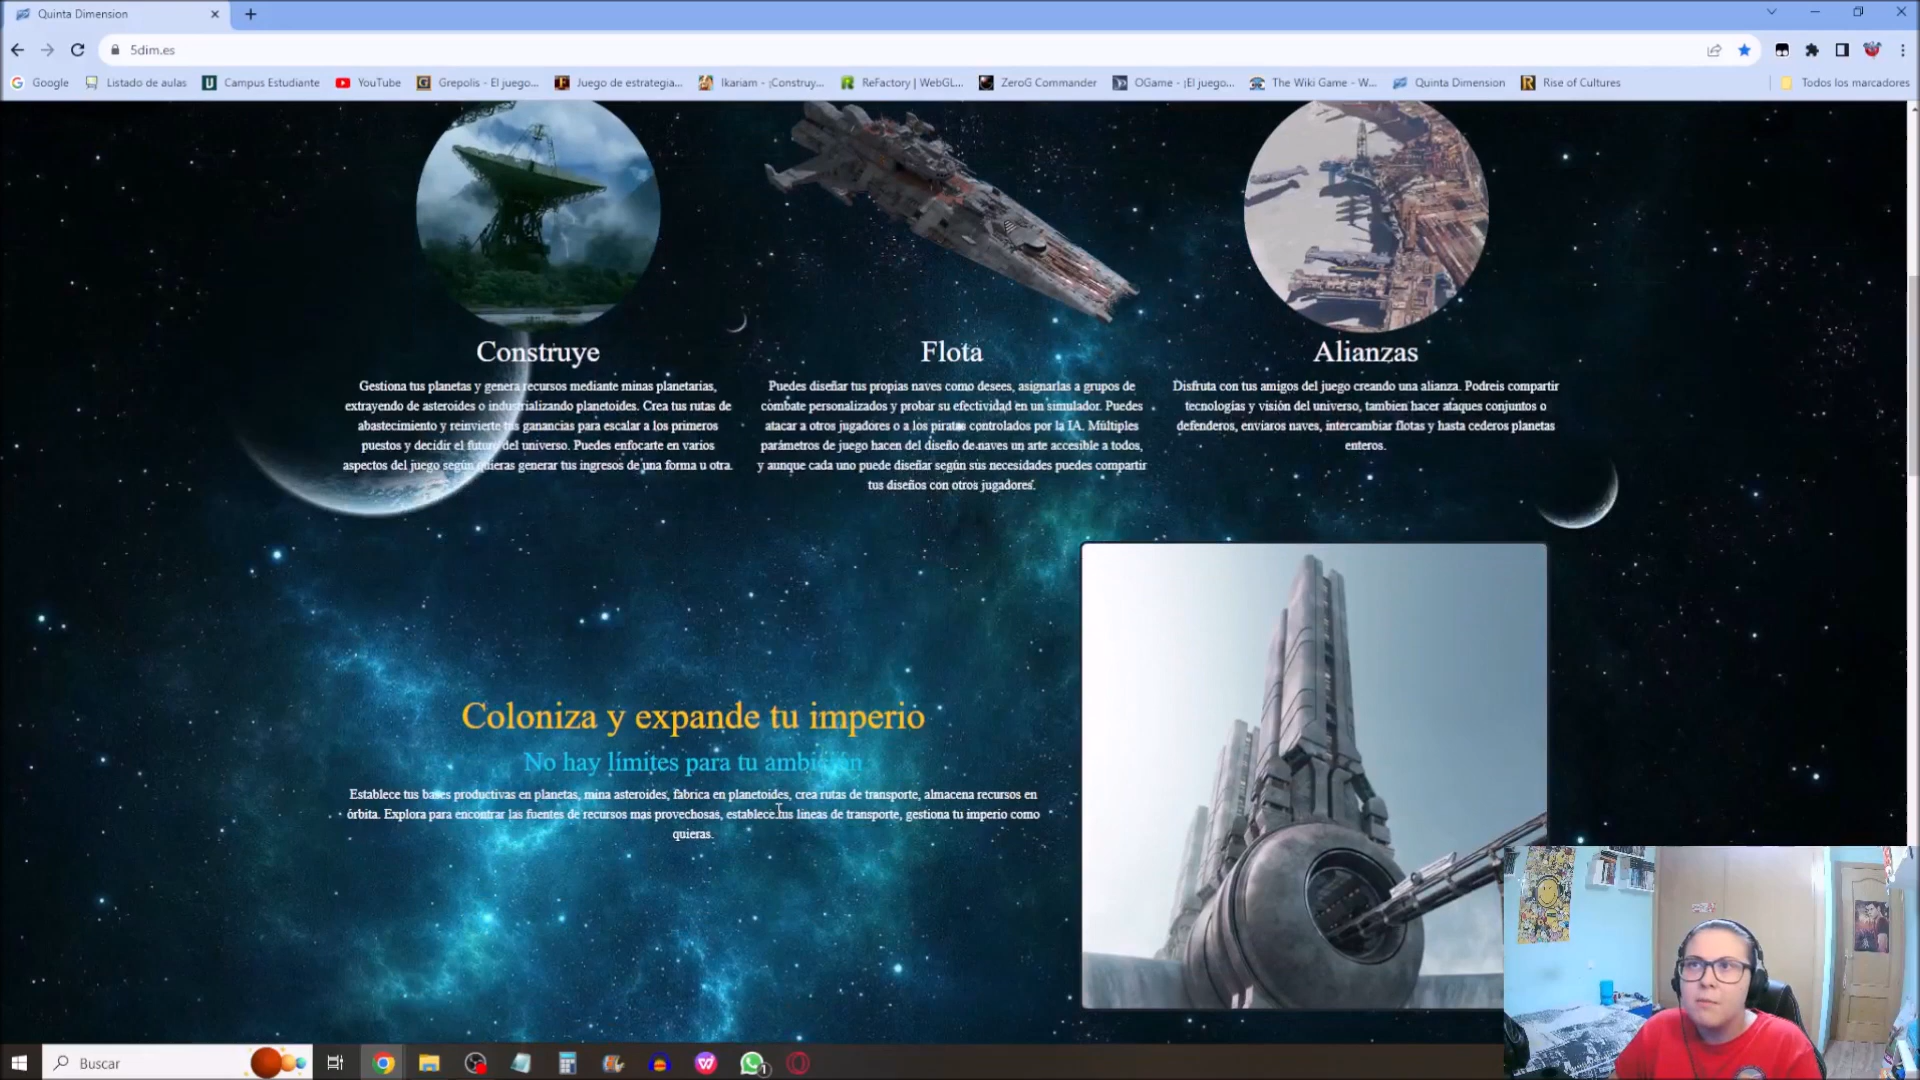 Quinta Dimension
5dim.es
Google
Listado de aulas
Campus Estudiante
YouTube
Grepolis - El juego...
Juego de estrategia...
Ikariam - ¡Construy...
ReFactory | WebGL...
ZeroG Commander
OGame - ¡El juego...
The Wiki Game - W...
Quinta Dimension
Rise of Cultures
Todos los marcadores
Construye
Gestiona tus planetas y genera recursos mediante minas planetarias,
extrayendo de asteroides o industrializando planetoides. Crea tus rutas de
abastecimiento y reinvierte tus ganancias para escalar a los primeros
puestos y decidir el futuro del universo. Puedes enfocarte en varios
aspectos del juego según quieras generar tus ingresos de una forma u otra.
Flota
Puedes diseñar tus propias naves como desees, asignarlas a grupos de
combate personalizados y probar su efectividad en un simulador. Puedes
atacar a otros jugadores o a los piratas controlados por la IA. Múltiples
parámetros de juego hacen del diseño de naves un arte accesible a todos,
y aunque cada uno puede diseñar según sus necesidades puedes compartir
tus diseños con otros jugadores.
Alianzas
Disfruta con tus amigos del juego creando una alianza. Podreis compartir
tecnologías y visión del universo, tambien hacer ataques conjuntos o
defenderos, enviaros naves, intercambiar flotas y hasta cederos planetas
enteros.
Coloniza y expande tu imperio
No hay límites para tu ambición
Establece tus bases productivas en planetas, mina asteroides, fabrica en planetoides, crea rutas de transporte, almacena recursos en
órbita. Explora para encontrar las fuentes de recursos mas provechosas, establece tus lineas de transporte, gestiona tu imperio como
quieras.
Buscar
1